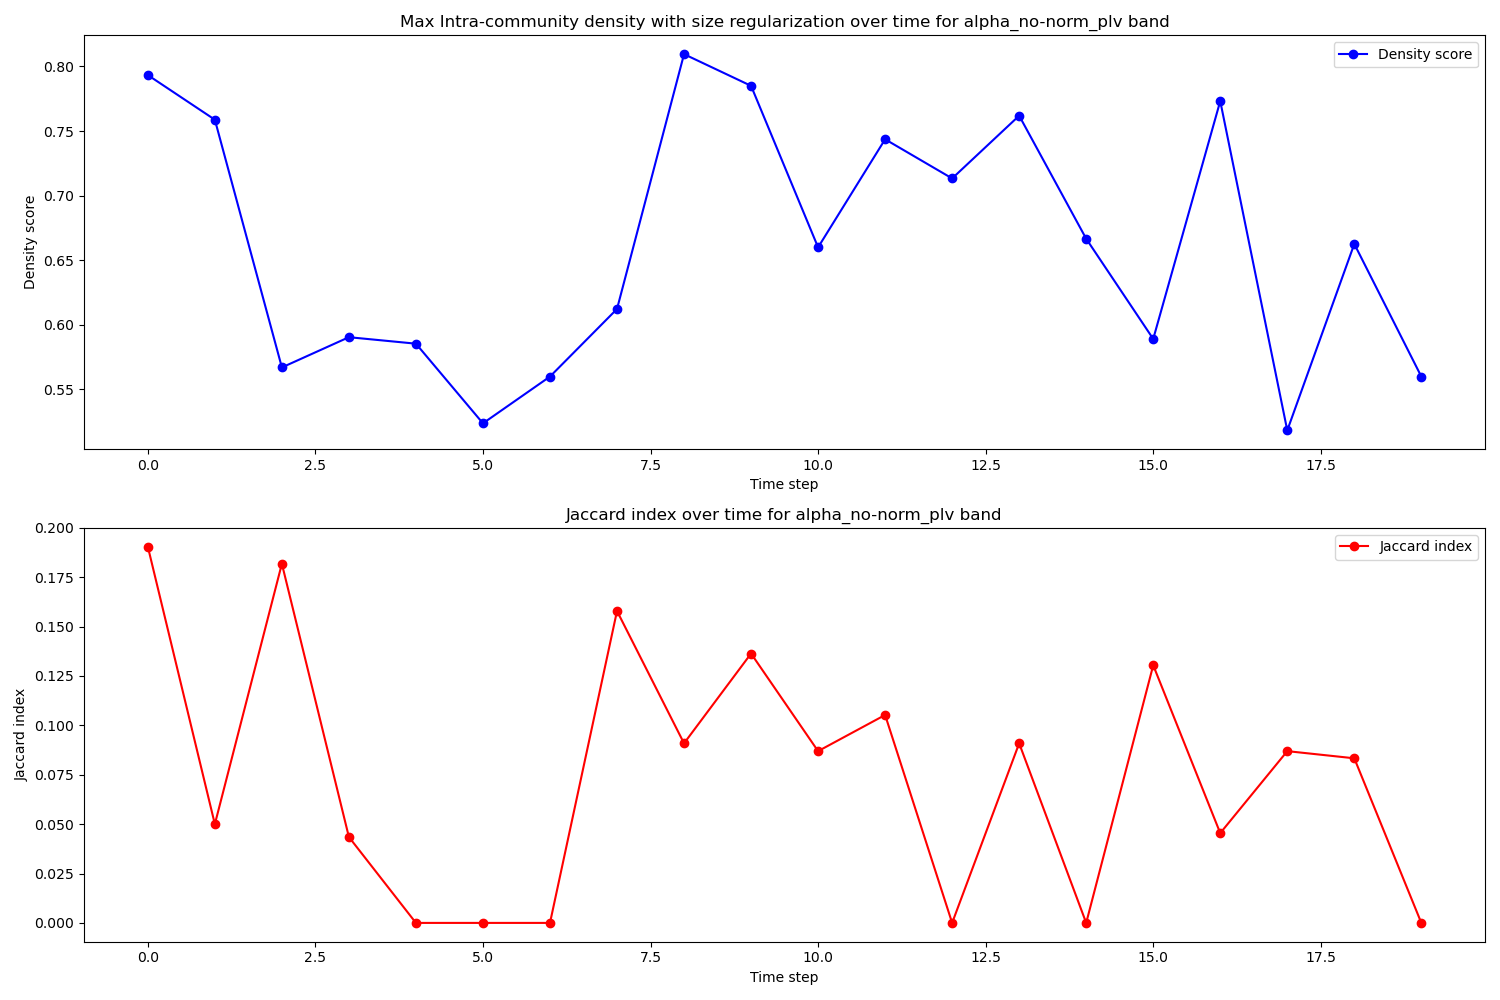 Max Intra-community density with size regularization over time for alpha_no-norm_plv band
Density score
0.80
0.75
0.70
0.65
0.60
0.55
Density score
0.0 2.5 5.0 7.5 10.0 12.5 15.0 17.5
Time step
Jaccard index over time for alpha_no-norm_plv band
Jaccard index
0.200
0.175
0.150
0.125
0.100
0.075
0.050
0.025
0.000
Jaccard index
0.0 2.5 5.0 7.5 10.0 12.5 15.0 17.5
Time step